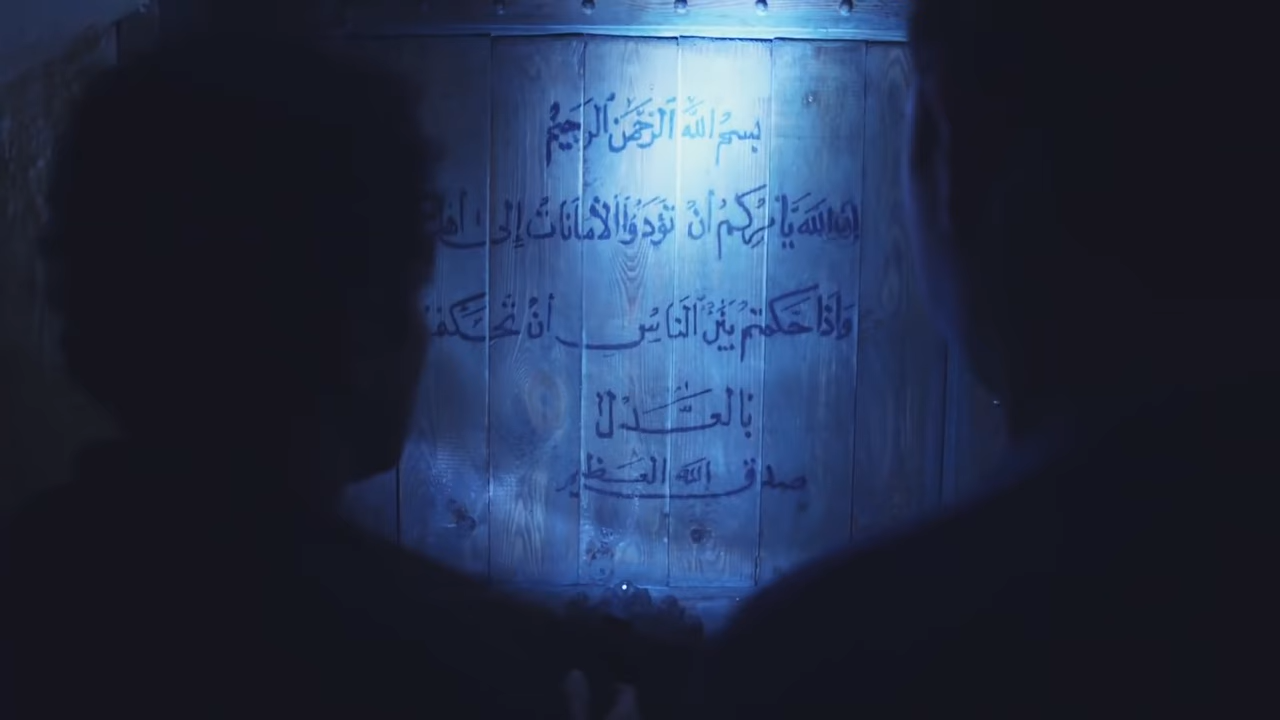 بسم الله الرحمن الرحيم
إن الله يأمركم أن تؤدوا الأمانات إلى
وإذا حكمتم بين الناس أن
بالعدل
صدق الله العظيم